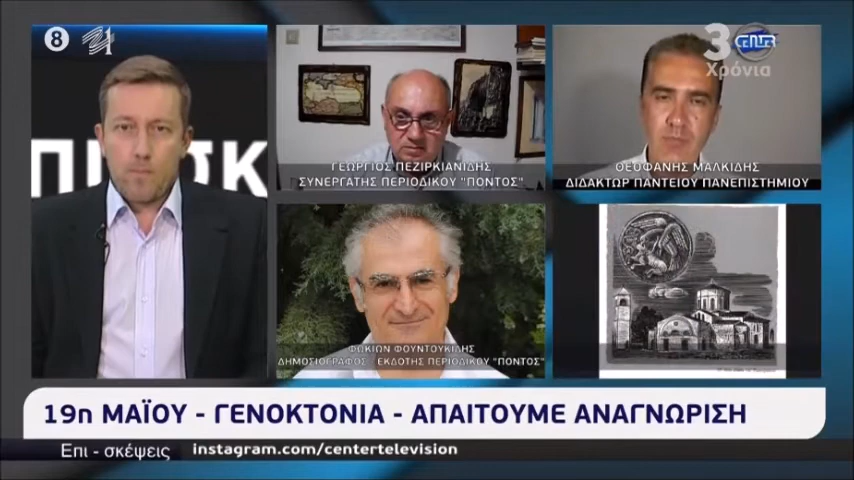 8
30
CENTER
Χρόνια
ΓΕΩΡΓΙΟΣ ΠΕΖΙΡΚΙΑΝΙΔΗΣ
ΣΥΝΕΡΓΑΤΗΣ ΠΕΡΙΟΔΙΚΟΥ "ΠΟΝΤΟΣ"
ΘΕΟΦΑΝΗΣ ΜΑΛΚΙΔΗΣ
ΔΙΔΑΚΤΩΡ ΠΑΝΤΕΙΟΥ ΠΑΝΕΠΙΣΤΗΜΙΟΥ
ΦΩΚΙΩΝ ΦΟΥΝΤΟΥΚΙΔΗΣ
ΔΗΜΟΣΙΟΓΡΑΦΟΣ - ΕΚΔΟΤΗΣ ΠΕΡΙΟΔΙΚΟΥ "ΠΟΝΤΟΣ"
19η ΜΑΪΟΥ - ΓΕΝΟΚΤΟΝΙΑ - ΑΠΑΙΤΟΥΜΕ ΑΝΑΓΝΩΡΙΣΗ
Επι - σκέψεις
instagram.com/centertelevision